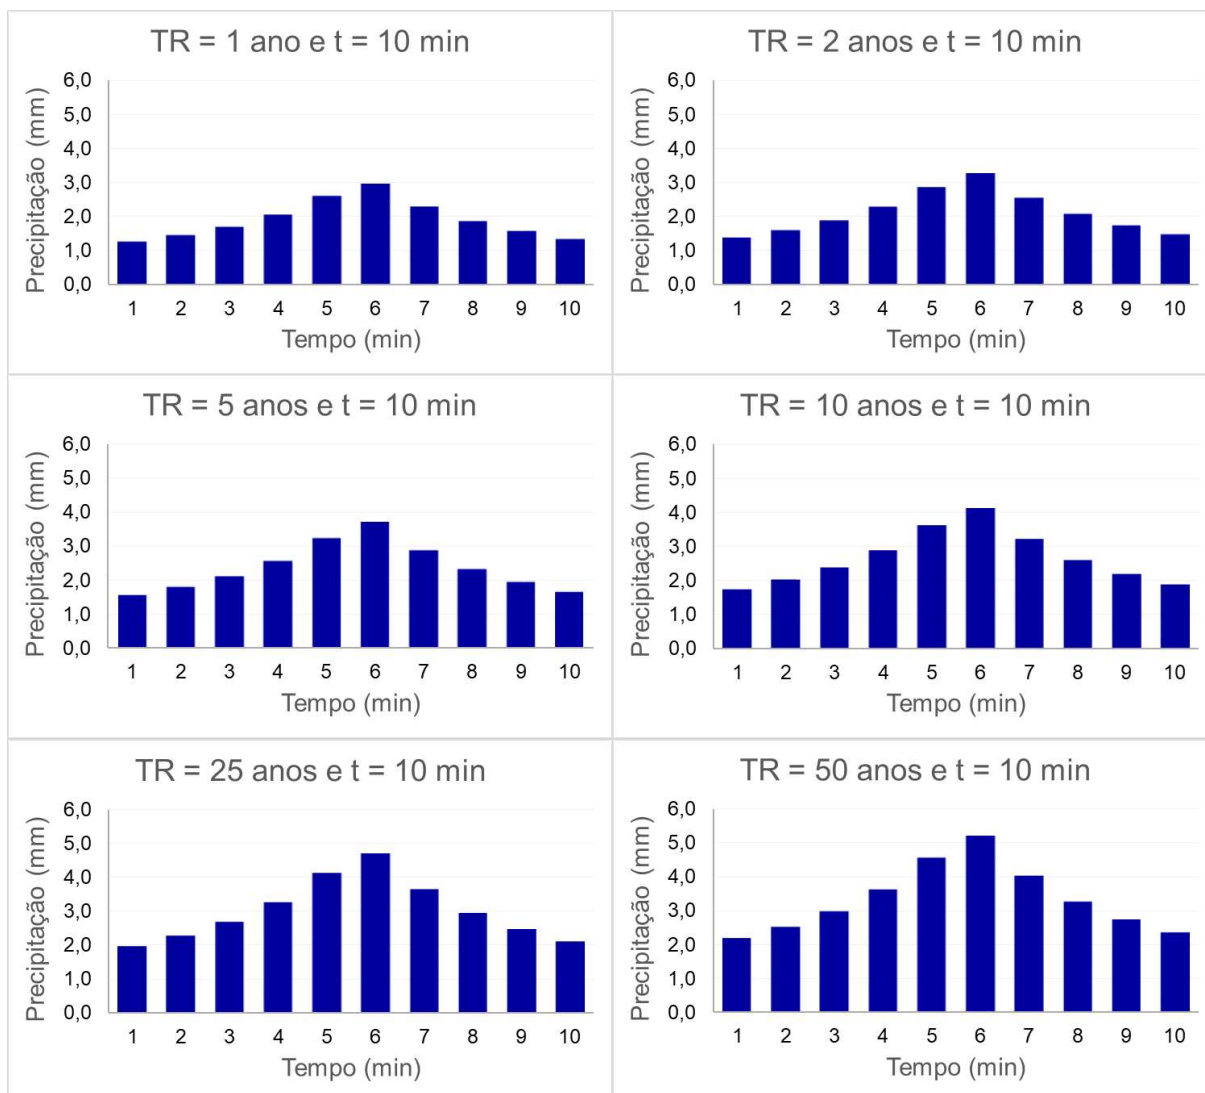 TR = 1 ano e t = 10 min
Precipitação (mm)
6,0
5,0
4,0
3,0
2,0
1,0
0,0
1 2 3 4 5 6 7 8 9 10
Tempo (min)
TR = 2 anos e t = 10 min
Precipitação (mm)
6,0
5,0
4,0
3,0
2,0
1,0
0,0
1 2 3 4 5 6 7 8 9 10
Tempo (min)
TR = 5 anos e t = 10 min
Precipitação (mm)
6,0
5,0
4,0
3,0
2,0
1,0
0,0
1 2 3 4 5 6 7 8 9 10
Tempo (min)
TR = 10 anos e t = 10 min
Precipitação (mm)
6,0
5,0
4,0
3,0
2,0
1,0
0,0
1 2 3 4 5 6 7 8 9 10
Tempo (min)
TR = 25 anos e t = 10 min
Precipitação (mm)
6,0
5,0
4,0
3,0
2,0
1,0
0,0
1 2 3 4 5 6 7 8 9 10
Tempo (min)
TR = 50 anos e t = 10 min
Precipitação (mm)
6,0
5,0
4,0
3,0
2,0
1,0
0,0
1 2 3 4 5 6 7 8 9 10
Tempo (min)